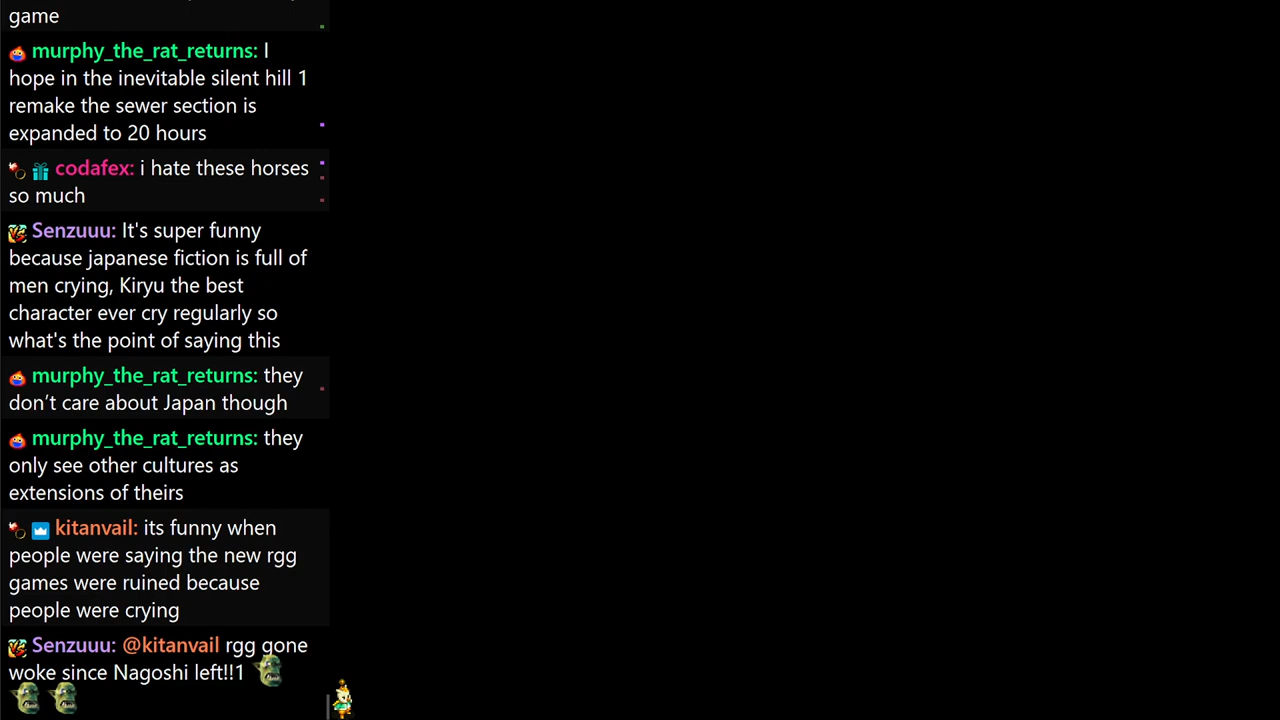 game
murphy_the_rat_returns: I
hope in the inevitable silent hill 1
remake the sewer section is
expanded to 20 hours
codafex: i hate these horses
so much
Senzuuu: It's super funny
because japanese fiction is full of
men crying, Kiryu the best
character ever cry regularly so
what's the point of saying this
murphy_the_rat_returns: they
don’t care about Japan though
murphy_the_rat_returns: they
only see other cultures as
extensions of theirs
kitanvail: its funny when
people were saying the new rgg
games were ruined because
people were crying
Senzuuu: @kitanvail rgg gone
woke since Nagoshi left!!1